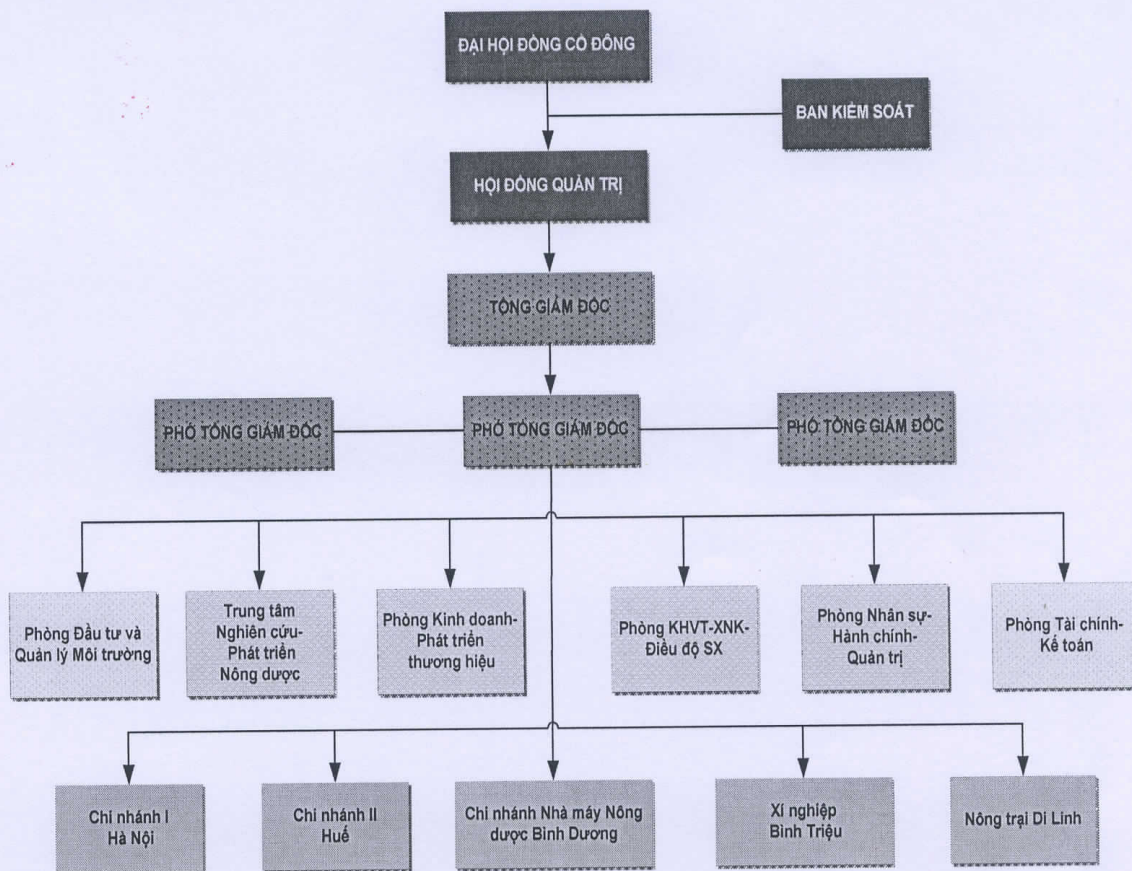 ĐẠI HỘI ĐỒNG CỔ ĐÔNG
BAN KIỂM SOÁT
HỘI ĐỒNG QUẢN TRỊ
TỔNG GIÁM ĐỐC
PHÓ TỔNG GIÁM ĐỐC
PHÓ TỔNG GIÁM ĐỐC
PHÓ TỔNG GIÁM ĐỐC
Phòng Đầu tư và
Quản lý Môi trường
Trung tâm
Nghiên cứu-
Phát triển
Nông dược
Phòng Kinh doanh-
Phát triển
thương hiệu
Phòng KHVT-XNK-
Điều độ SX
Phòng Nhân sự-
Hành chính-
Quản trị
Phòng Tài chính-
Kế toán
Chi nhánh I
Hà Nội
Chi nhánh II
Huế
Chi nhánh Nhà máy Nông
dược Bình Dương
Xí nghiệp
Bình Triệu
Nông trại Di Linh